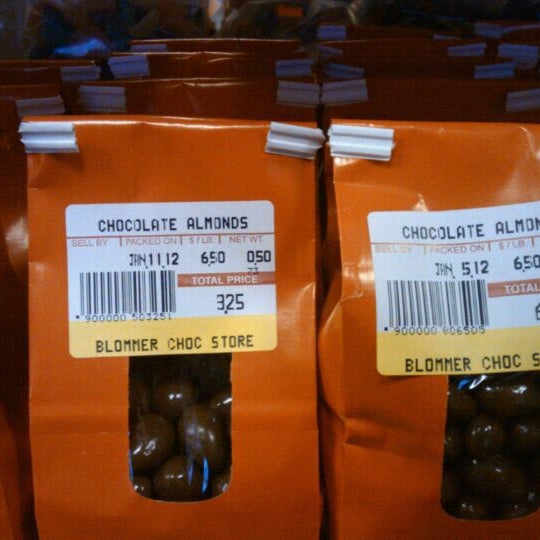 CHOCOLATE ALMONDS
SELL BY PACKED ON $/LB. NET WT.
JAN.11.12 6.50 0.50
TOTAL PRICE
3.25
900000 503251
BLOMMER CHOC STORE
CHOCOLATE ALMON
SELL BY PACKED ON $/LB.
JAN. 5.12 6.50
TOTAL
900000 806505
BLOMMER CHOC S